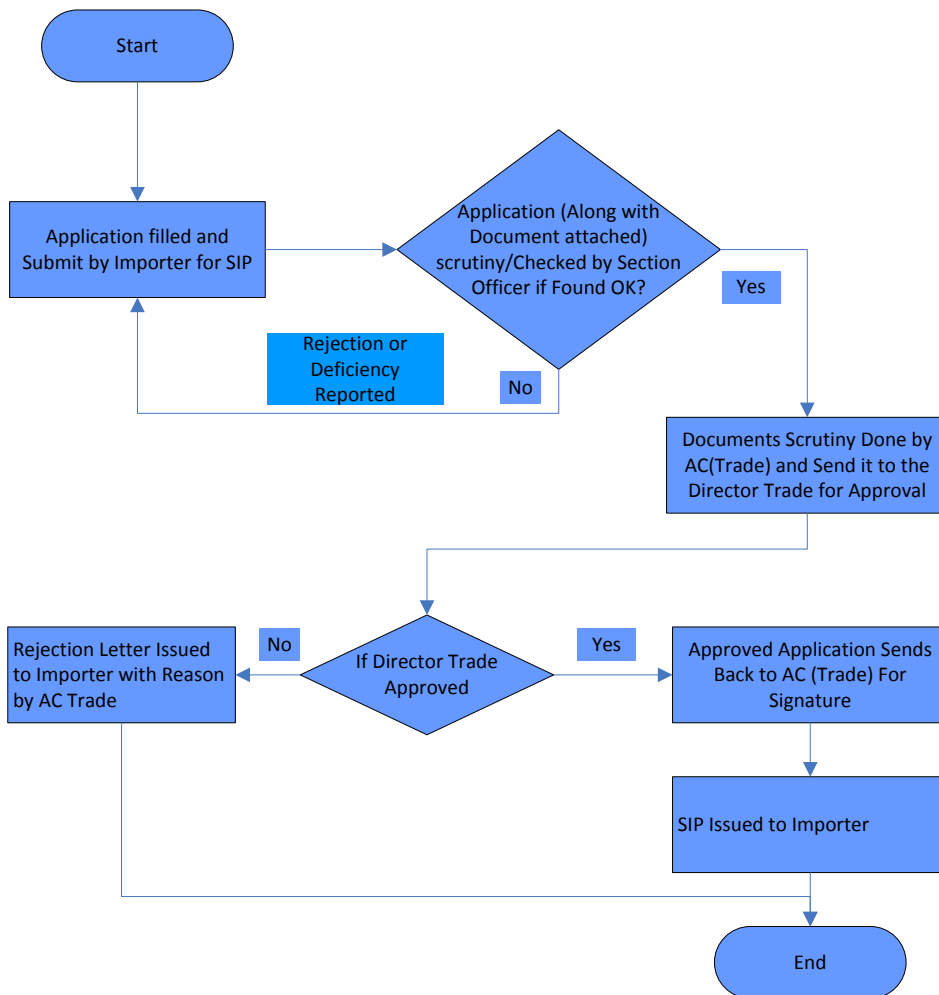 Start
Application filled and
Submit by Importer for SIP
Application (Along with
Document attached)
scrutiny/Checked by Section
Officer if Found OK?
Yes
Rejection or
Deficiency
Reported
No
Documents Scrutiny Done by
AC(Trade) and Send it to the
Director Trade for Approval
If Director Trade
Approved
No
Yes
Rejection Letter Issued
to Importer with Reason
by AC Trade
Approved Application Sends
Back to AC (Trade) For
Signature
SIP Issued to Importer
End